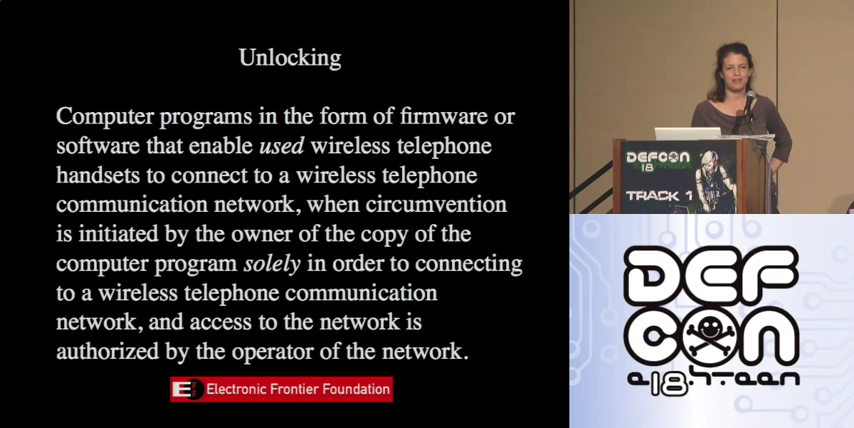 Unlocking
Computer programs in the form of firmware or
software that enable used wireless telephone
handsets to connect to a wireless telephone
communication network, when circumvention
is initiated by the owner of the copy of the
computer program solely in order to connecting
to a wireless telephone communication
network, and access to the network is
authorized by the operator of the network.
Electronic Frontier Foundation
DEFCON
18
TRACK 1
DEF
CON
e18hteen